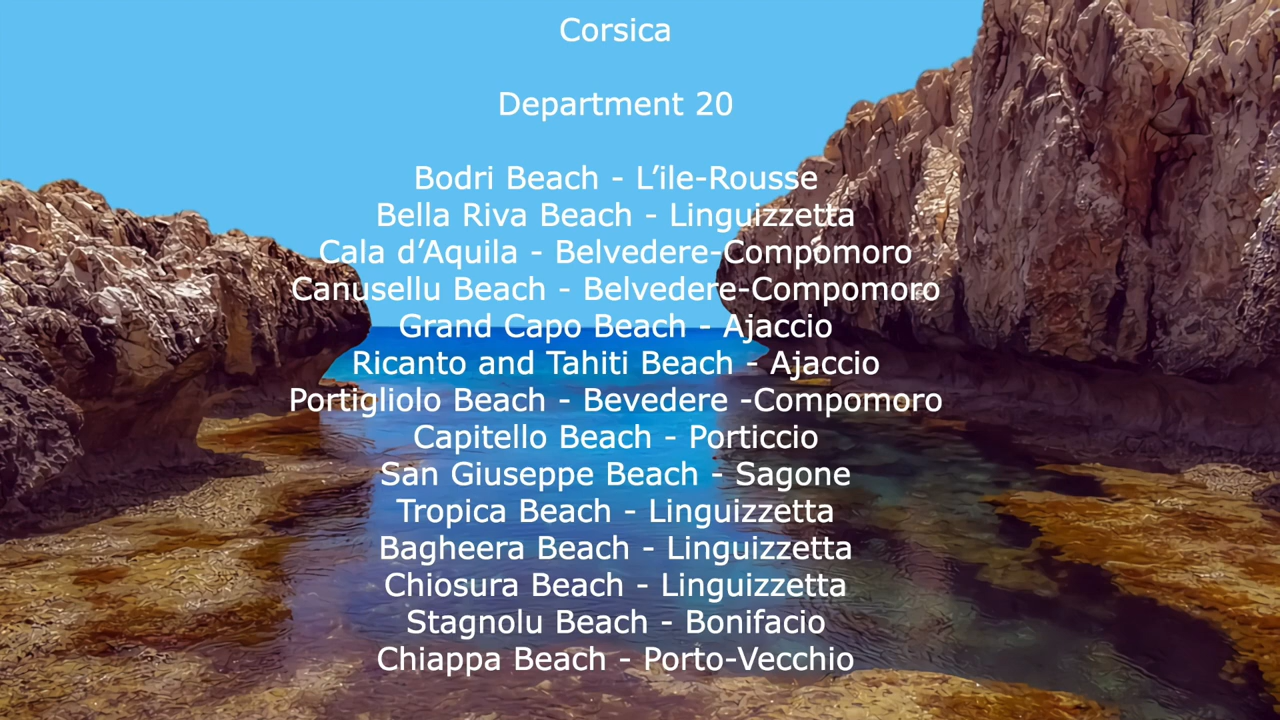 Corsica
Department 20
Bodri Beach - L’ile-Rousse
Bella Riva Beach - Linguizzetta
Cala d’Aquila - Belvedere-Compomoro
Canusellu Beach - Belvedere-Compomoro
Grand Capo Beach - Ajaccio
Ricanto and Tahiti Beach - Ajaccio
Portigliolo Beach - Bevedere -Compomoro
Capitello Beach - Porticcio
San Giuseppe Beach - Sagone
Tropica Beach - Linguizzetta
Bagheera Beach - Linguizzetta
Chiosura Beach - Linguizzetta
Stagnolu Beach - Bonifacio
Chiappa Beach - Porto-Vecchio